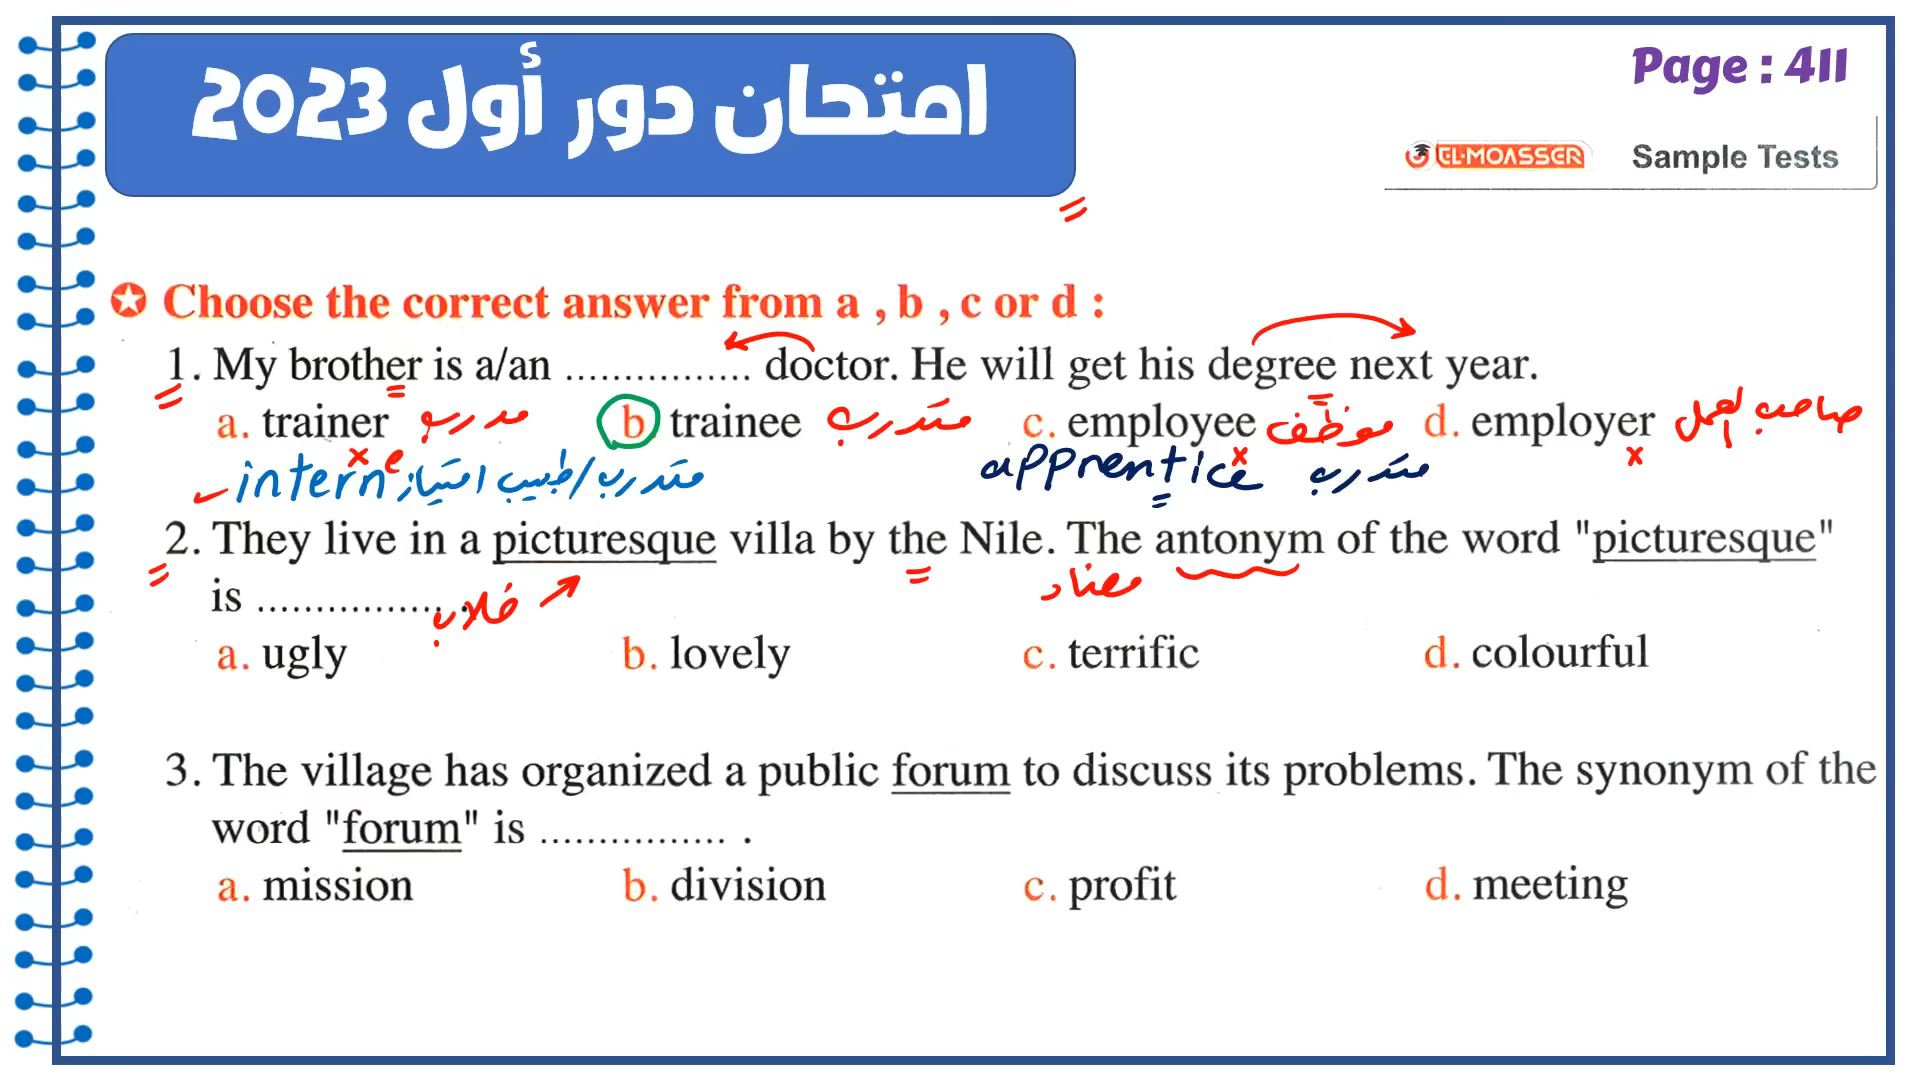 امتحان دور أول 2023
Page : 411
EL-MOASSER Sample Tests
Choose the correct answer from a , b , c or d :
1. My brother is a/an ................ doctor. He will get his degree next year.
a. trainer مدرب b. trainee متدرب c. employee موظف d. employer صاحب العمل
intern e متدرب/طبيب امتياز apprentice متدرب
2. They live in a picturesque villa by the Nile. The antonym of the word "picturesque"
is ................ . خلاب مضاد
a. ugly b. lovely c. terrific d. colourful
3. The village has organized a public forum to discuss its problems. The synonym of the
word "forum" is ................ .
a. mission b. division c. profit d. meeting